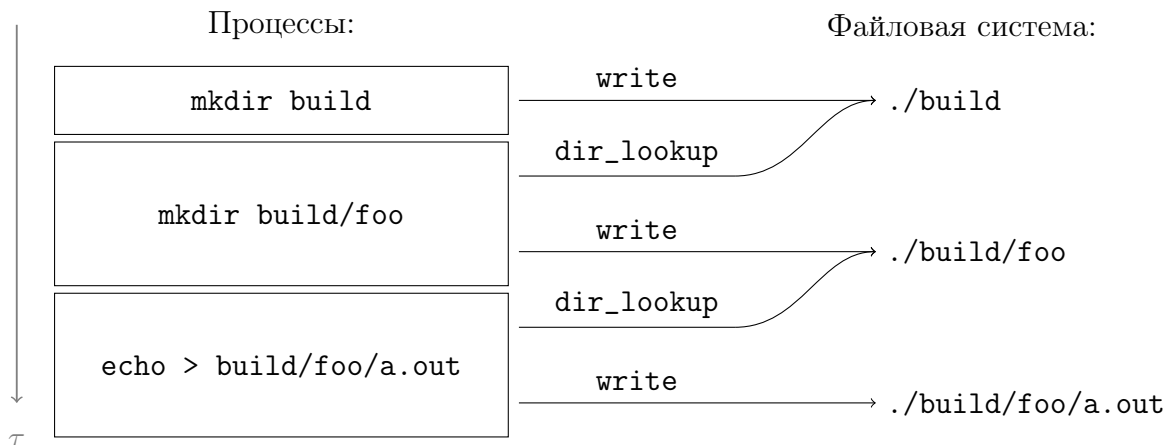 Процессы:
Файловая система:
mkdir build
write
./build
dir_lookup
mkdir build/foo
write
./build/foo
dir_lookup
echo > build/foo/a.out
write
./build/foo/a.out
τ